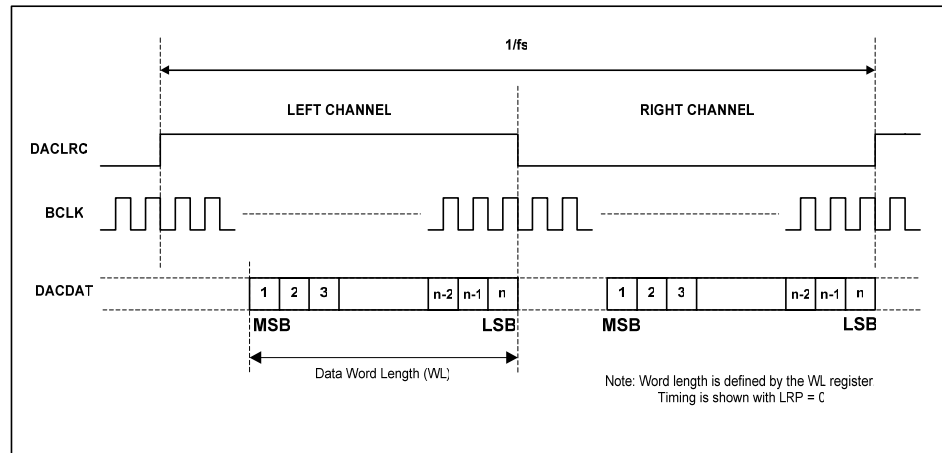 1/fs
LEFT CHANNEL RIGHT CHANNEL
DACLRC
BCLK
DACDAT 1 2 3 n-2 n-1 n 1 2 3 n-2 n-1 n
MSB LSB MSB LSB
Data Word Length (WL)
Note: Word length is defined by the WL register
Timing is shown with LRP = 0